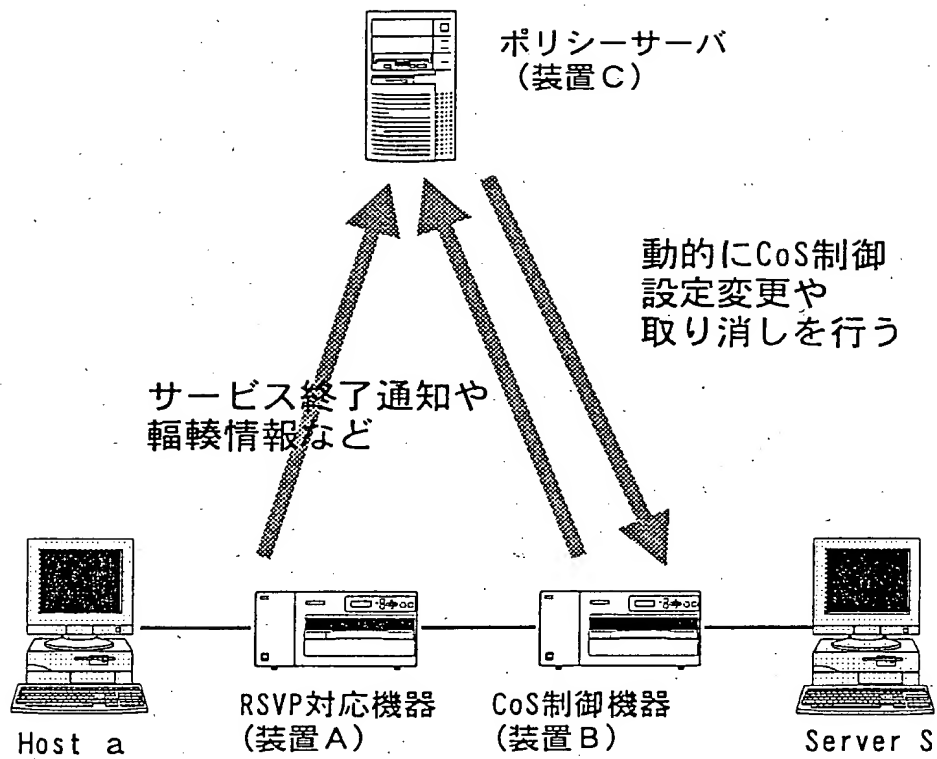 ポリシーサーバ
（装置C）
動的にCoS制御
設定変更や
取り消しを行う
サービス終了通知や
輻輳情報など
RSVP対応機器
（装置A）
CoS制御機器
（装置B）
Host a
Server S